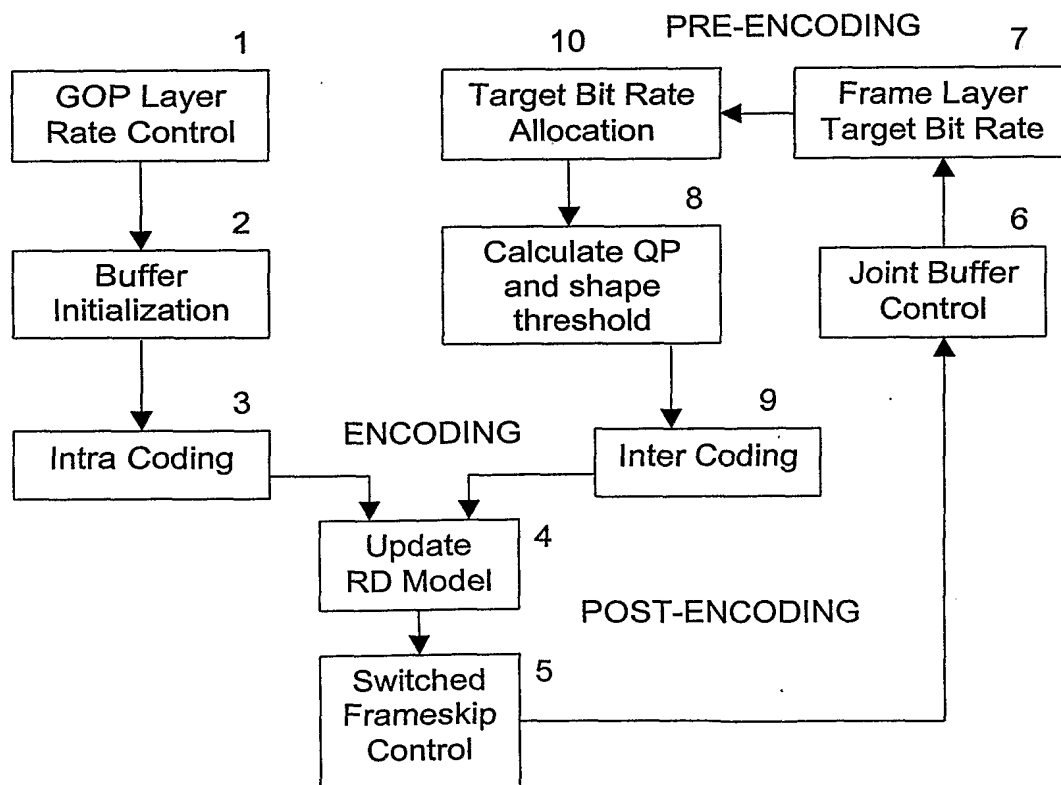 PRE-ENCODING
1
GOP Layer
Rate Control
10
Target Bit Rate
Allocation
7
Frame Layer
Target Bit Rate
2
Buffer
Initialization
8
Calculate QP
and shape
threshold
6
Joint Buffer
Control
3
Intra Coding
ENCODING
9
Inter Coding
Update
RD Model
4
POST-ENCODING
Switched
Frameskip
Control
5